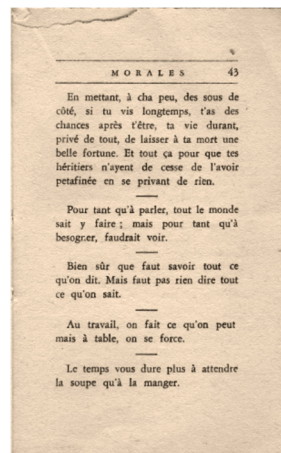 MORALES 43
En mettant, à cha peu, des sous de
côté, si tu vis longtemps, t'as des
chances après t'être, ta vie durant,
privé de tout, de laisser à ta mort une
belle fortune. Et tout ça pour que tes
héritiers n'ayent de cesse de l'avoir
petafinée en se privant de rien.
Pour tant qu'à parler, tout le monde
sait y faire ; mais pour tant qu'à
besogner, faudrait voir.
Bien sûr que faut savoir tout ce
qu'on dit. Mais faut pas rien dire tout
ce qu'on sait.
Au travail, on fait ce qu'on peut
mais à table, on se force.
Le temps vous dure plus à attendre
la soupe qu'à la manger.